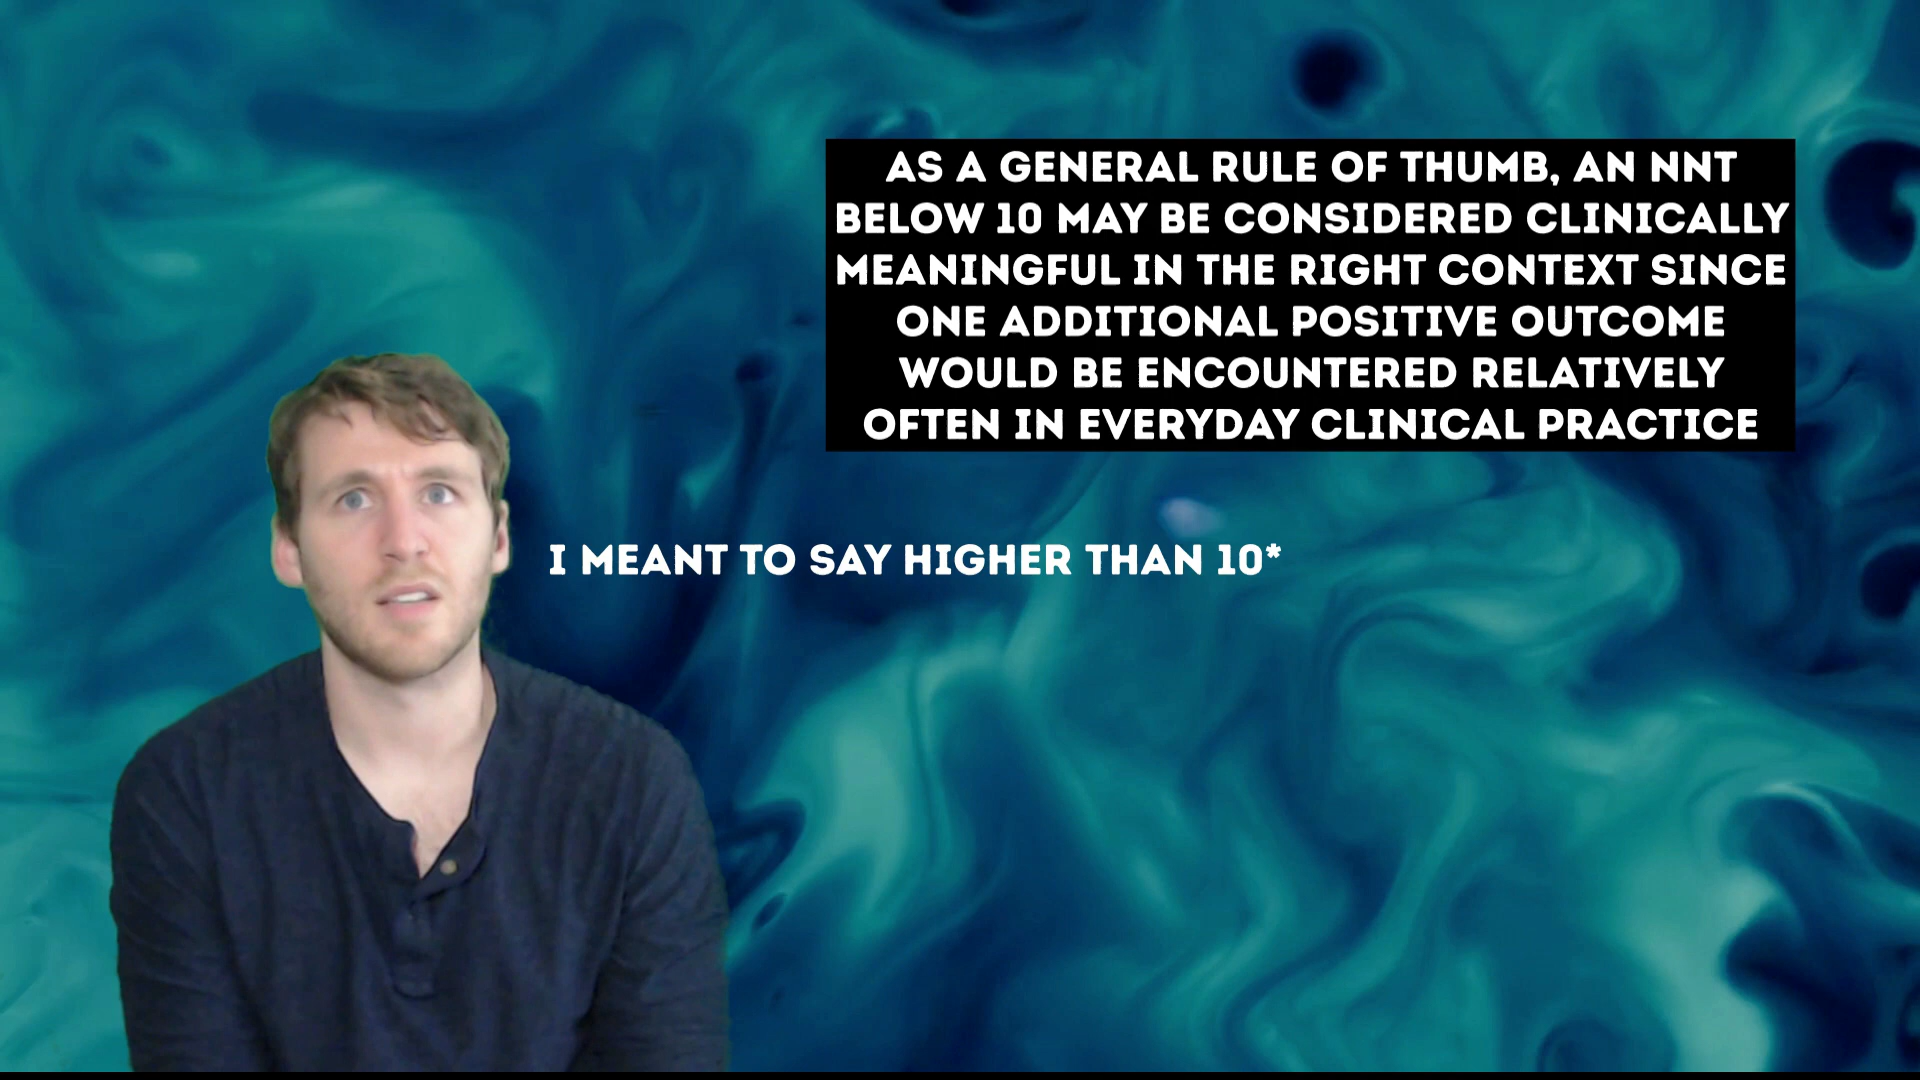 AS A GENERAL RULE OF THUMB, AN NNT
BELOW 10 MAY BE CONSIDERED CLINICALLY
MEANINGFUL IN THE RIGHT CONTEXT SINCE
ONE ADDITIONAL POSITIVE OUTCOME
WOULD BE ENCOUNTERED RELATIVELY
OFTEN IN EVERYDAY CLINICAL PRACTICE
I MEANT TO SAY HIGHER THAN 10*